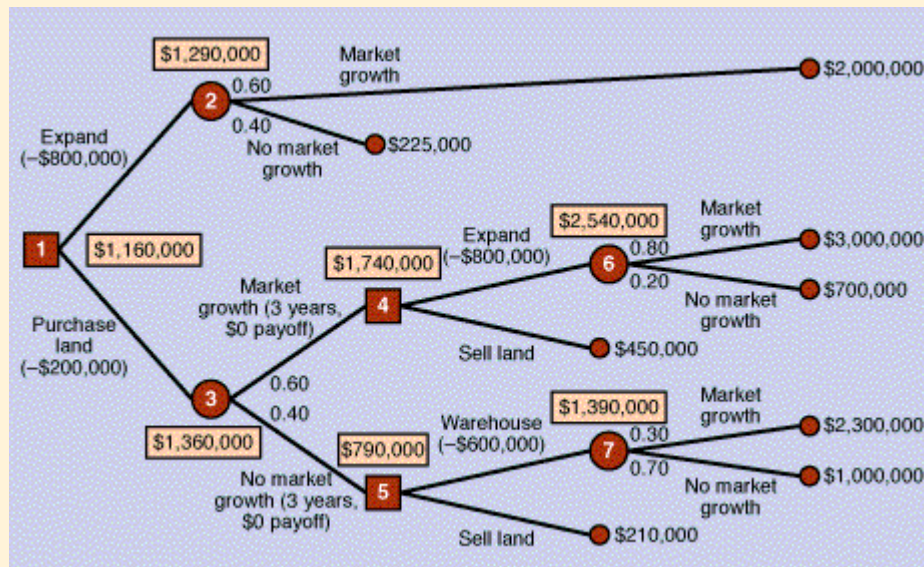 $1,290,000
Market
growth
$2,000,000
2
0.60
0.40
No market
growth
$225,000
Expand
(–$800,000)
1
$1,160,000
Purchase
land
(–$200,000)
Market
growth (3 years,
$0 payoff)
$1,740,000
4
Expand
(–$800,000)
$2,540,000
6
0.80
0.20
Market
growth
$3,000,000
$700,000
No market
growth
Sell land
$450,000
3
0.60
0.40
$1,360,000
No market
growth (3 years,
$0 payoff)
$790,000
5
Warehouse
(–$600,000)
$1,390,000
7
0.30
0.70
Market
growth
$2,300,000
$1,000,000
No market
growth
Sell land
$210,000